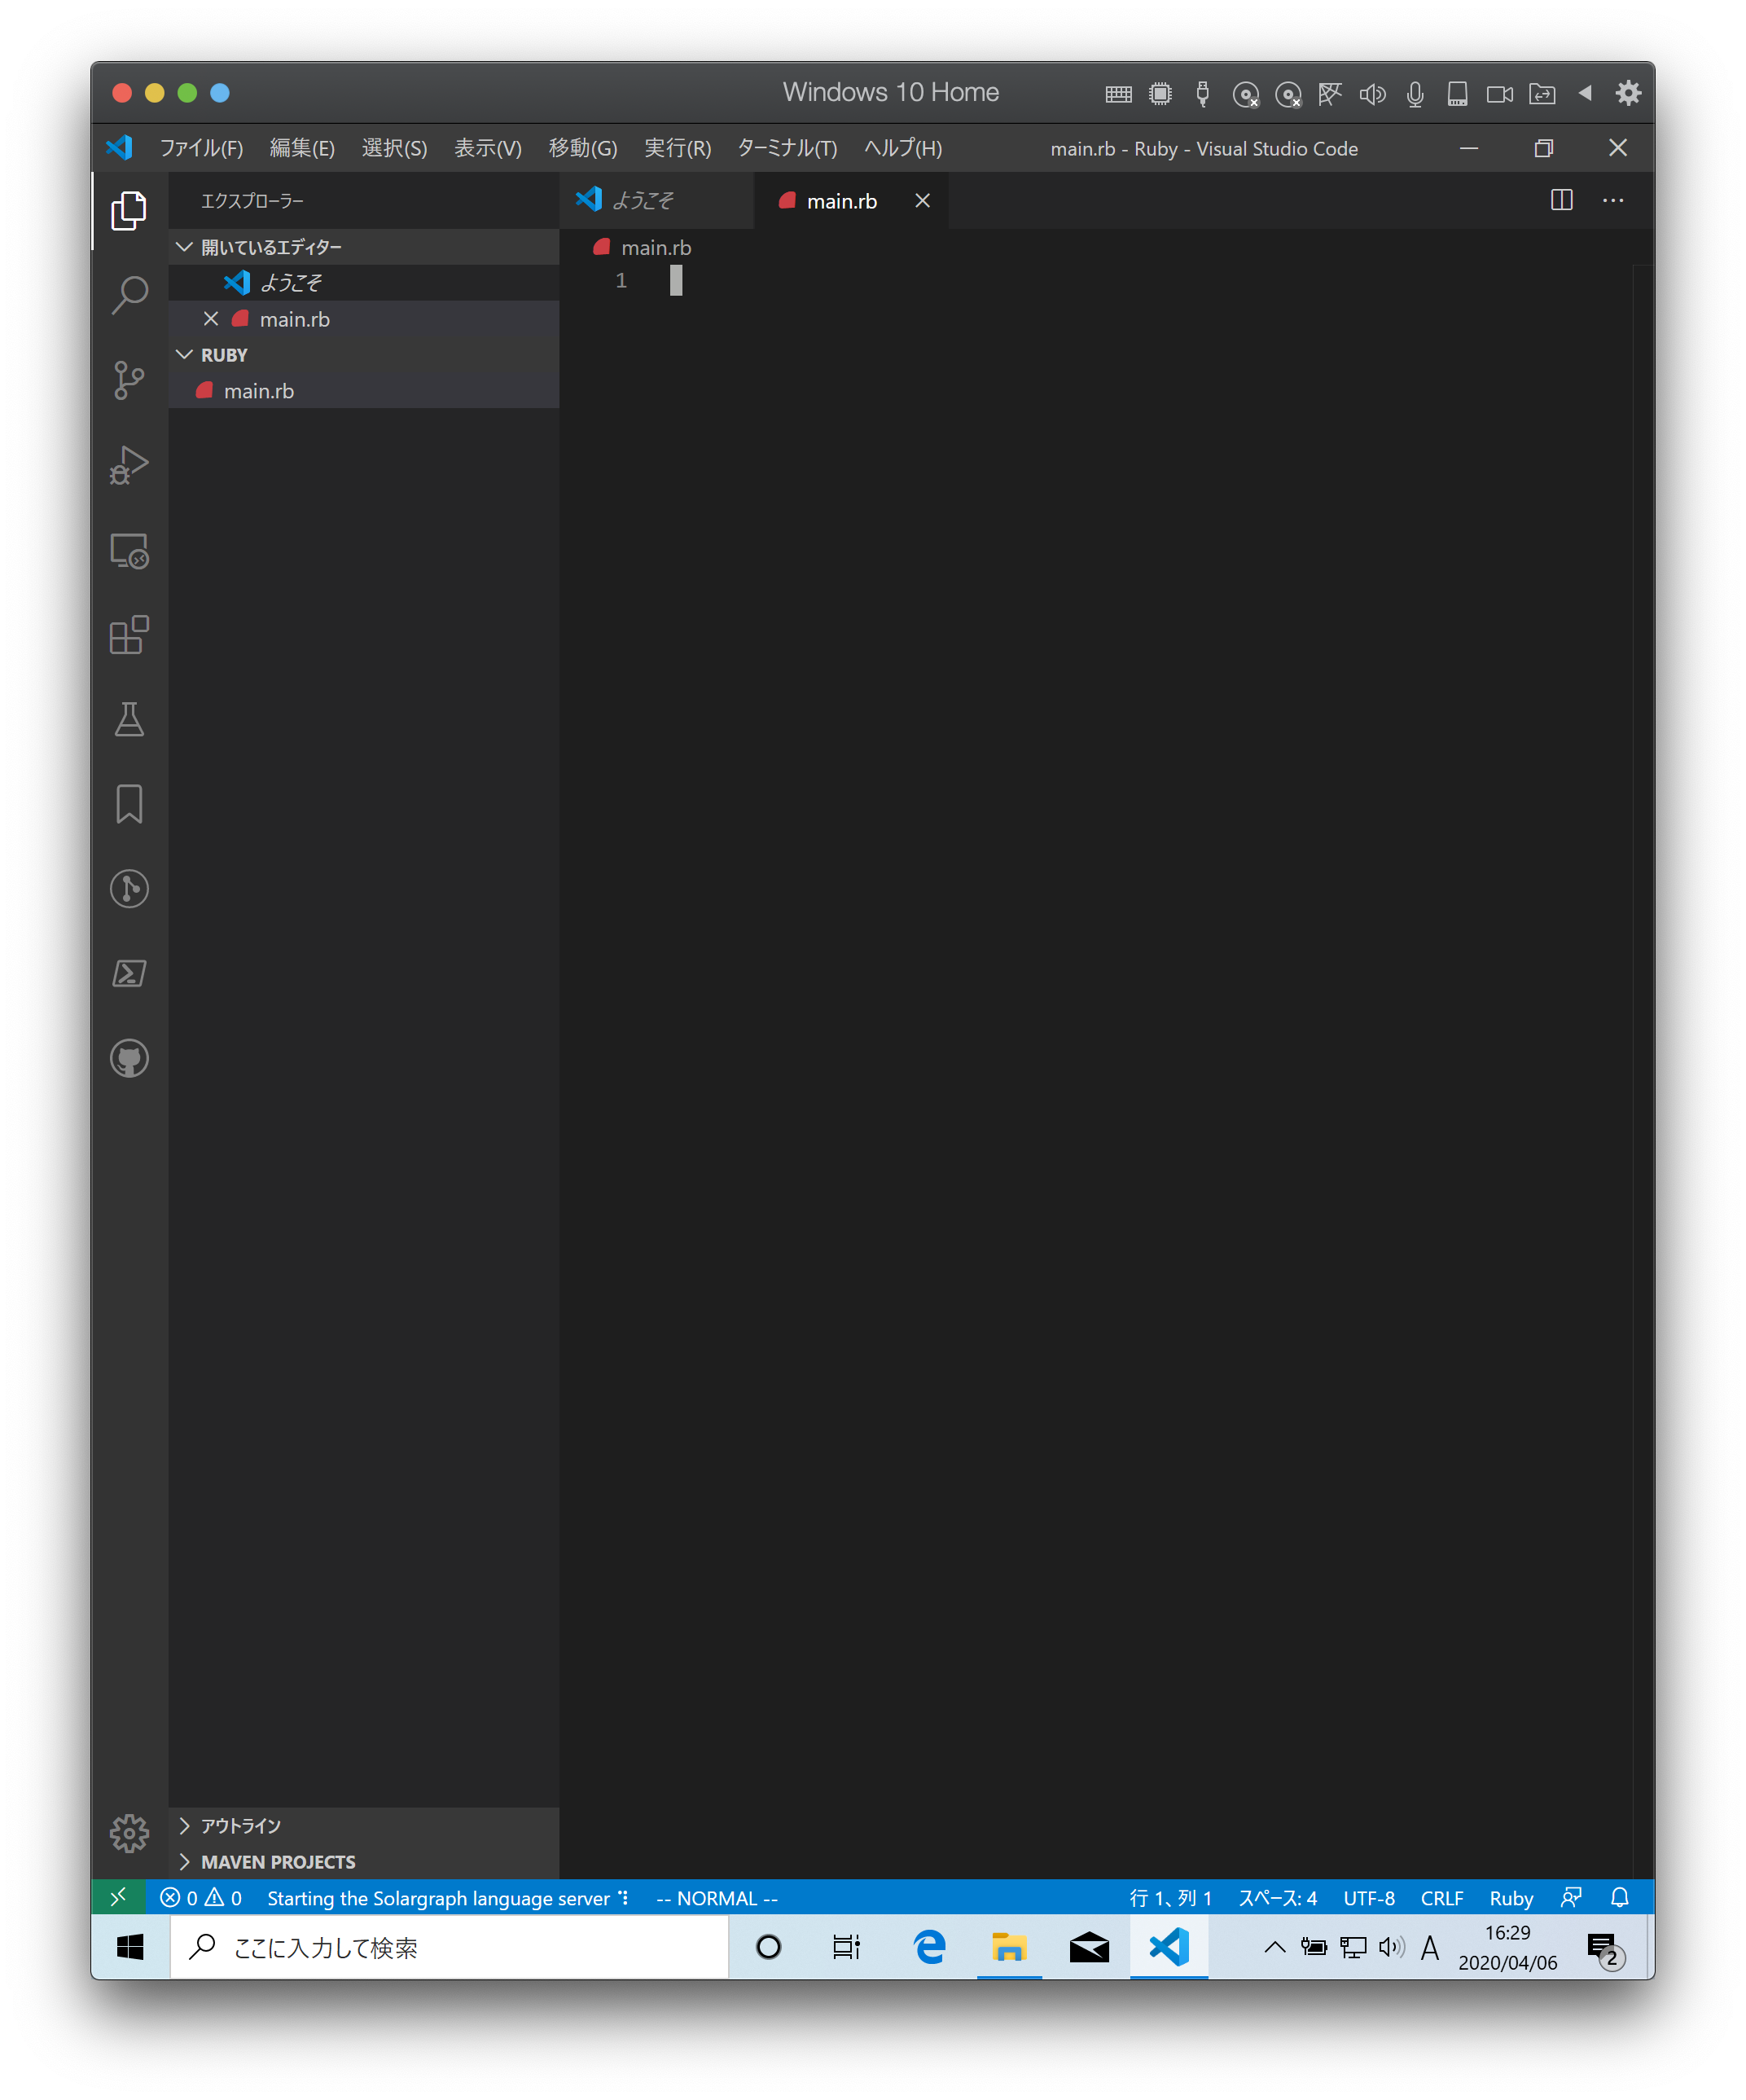 Windows 10 Home
ファイル(F) 編集(E) 選択(S) 表示(V) 移動(G) 実行(R) ターミナル(T) ヘルプ(H) main.rb - Ruby - Visual Studio Code
エクスプローラー
ようこそ main.rb
開いているエディター
ようこそ
main.rb
RUBY
main.rb
main.rb
1
アウトライン
MAVEN PROJECTS
0 0 Starting the Solargraph language server -- NORMAL -- 行 1、列 1 スペース: 4 UTF-8 CRLF Ruby
ここに入力して検索
A
16:29
2020/04/06
2